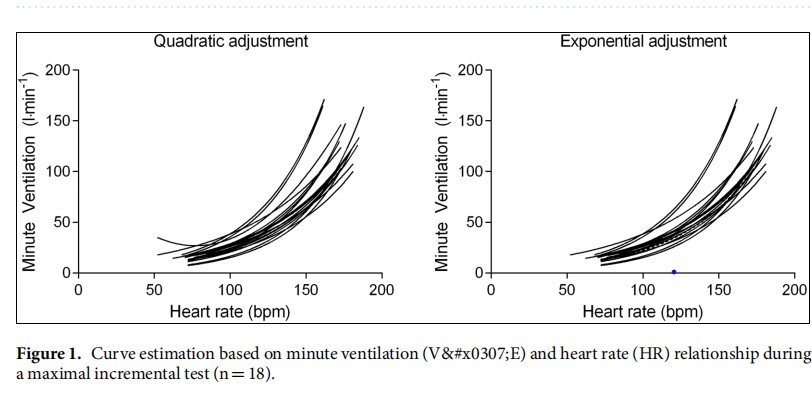 Quadratic adjustment
Exponential adjustment
Minute Ventilation (l·min-1)
200
150
100
50
0
0 50 100 150 200
Heart rate (bpm)
Minute Ventilation (l·min-1)
200
150
100
50
0
0 50 100 150 200
Heart rate (bpm)
Figure 1. Curve estimation based on minute ventilation (V&#x0307;E) and heart rate (HR) relationship during
a maximal incremental test (n = 18).